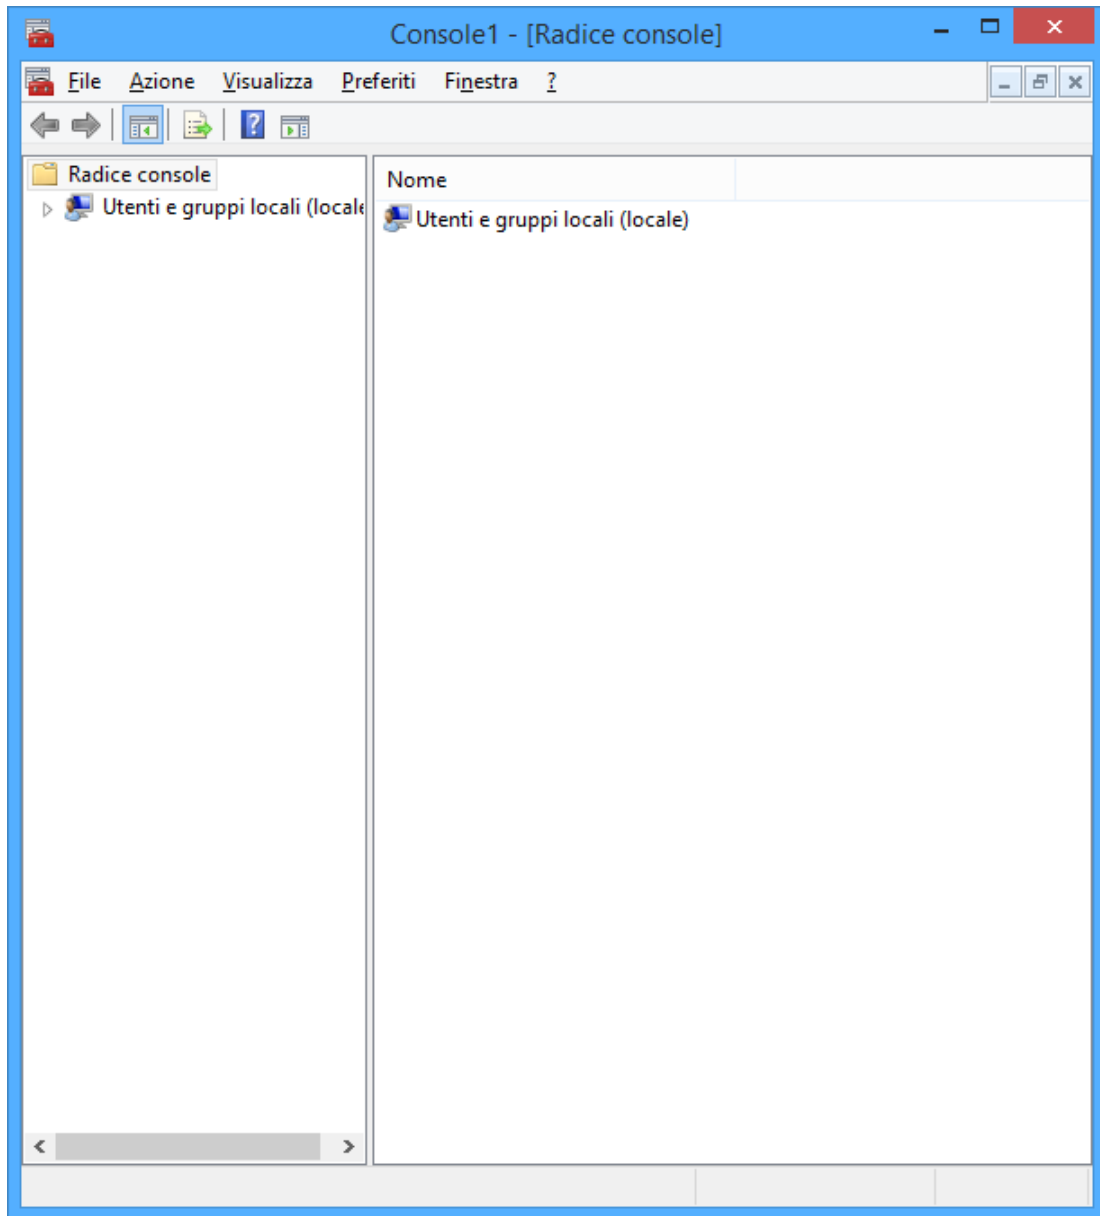 Console1 - [Radice console]
File Azione Visualizza Preferiti Finestra ?
Radice console
Utenti e gruppi locali (locale
Nome
Utenti e gruppi locali (locale)